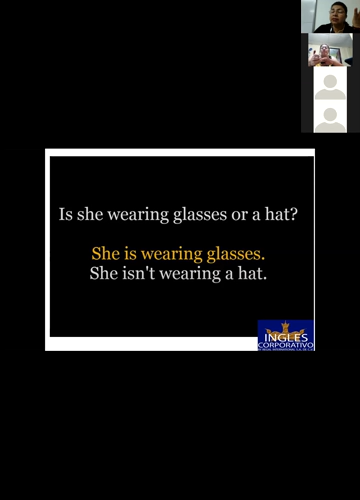 Is she wearing glasses or a hat?
She is wearing glasses.
She isn't wearing a hat.
INGLES
CORPORATIVO